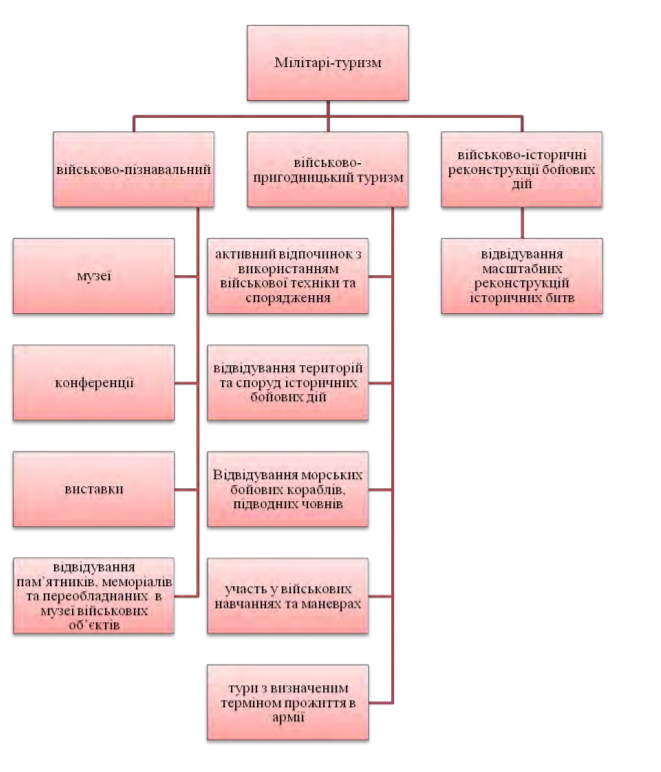 Мілітарі-туризм
військово-пізнавальний
військово-
пригодницький туризм
військово-історичні
реконструкції бойових
дій
музеї
конференції
виставки
відвідування
пам’ятників, меморіалів
та переобладнаних в
музеї військових
об’єктів
активний відпочинок з
використанням
військової техніки та
спорядження
відвідування територій
та споруд історичних
бойових дій
Відвідування морських
бойових кораблів,
підводних човнів
участь у військових
навчаннях та маневрах
тури з визначеним
терміном прожиття в
армії
відвідування
масштабних
реконструкцій
історичних битв